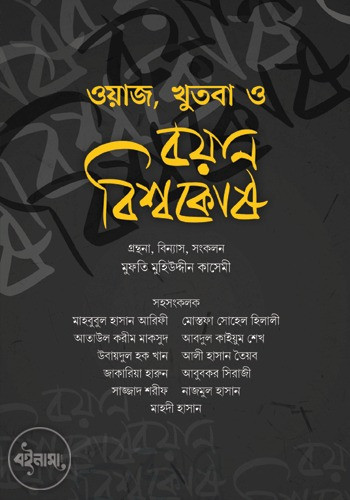 ওয়াজ, খুতবা ও
বয়ান
বিশ্বকোষ
গ্রন্থনা, বিন্যাস, সংকলন
মুফতি মুহিউদ্দীন কাসেমী
সহসংকলক
মাহবুবুল হাসান আরিফী মোস্তফা সোহেল হিলালী
আতাউল করীম মাকসুদ আবদুল কাইয়ুম শেখ
উবায়দুল হক খান আলী হাসান তৈয়ব
জাকারিয়া হারুন আবুবকর সিরাজী
সাজ্জাদ শরীফ নাজমুল হাসান
মাহদী হাসান
বইনামা